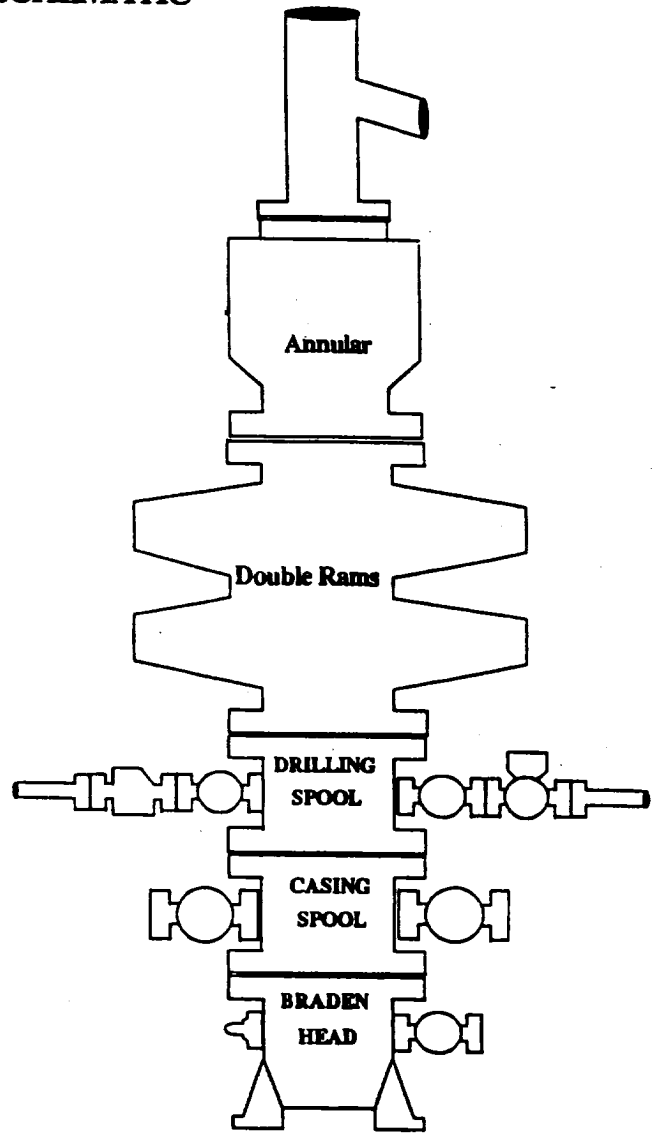 Annular
Double Rams
DRILLING
SPOOL
CASING
SPOOL
BRADEN
HEAD